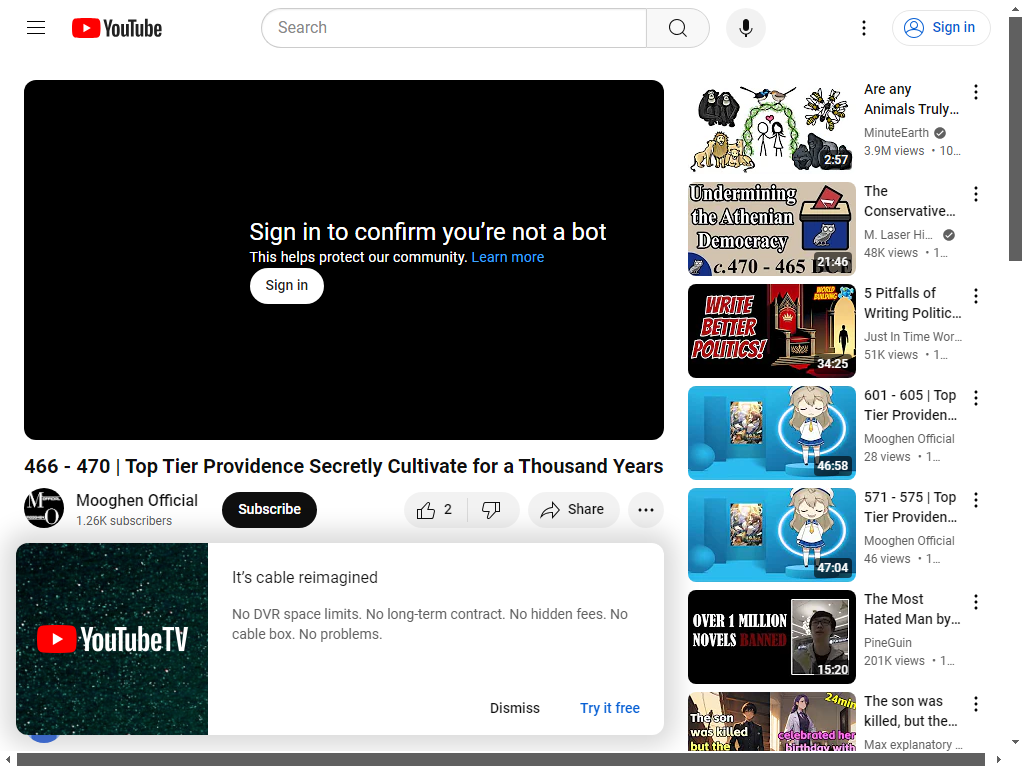 YouTube
Search
Sign in
Sign in to confirm you’re not a bot
This helps protect our community. Learn more
Sign in
466 - 470 | Top Tier Providence Secretly Cultivate for a Thousand Years
Mooghen Official
1.26K subscribers
Subscribe
2
Share
YouTubeTV
It’s cable reimagined
No DVR space limits. No long-term contract. No hidden fees. No
cable box. No problems.
Dismiss
Try it free
2:57
Are any
Animals Truly…
MinuteEarth
3.9M views • 10…
Undermining
the Athenian
Democracy
c.470 - 465 BCE
21:46
The
Conservative…
M. Laser Hi…
48K views • 1…
WRITE
BETTER
POLITICS!
WORLD
BUILDING
34:25
5 Pitfalls of
Writing Politic…
Just In Time Wor…
51K views • 1…
46:58
601 - 605 | Top
Tier Providen…
Mooghen Official
28 views • 1…
47:04
571 - 575 | Top
Tier Providen…
Mooghen Official
46 views • 1…
OVER 1 MILLION
NOVELS BANNED
15:20
The Most
Hated Man by…
PineGuin
201K views • 1…
24min
The son
was killed
but the
celebrated her
birthday with
The son was
killed, but the…
Max explanatory …